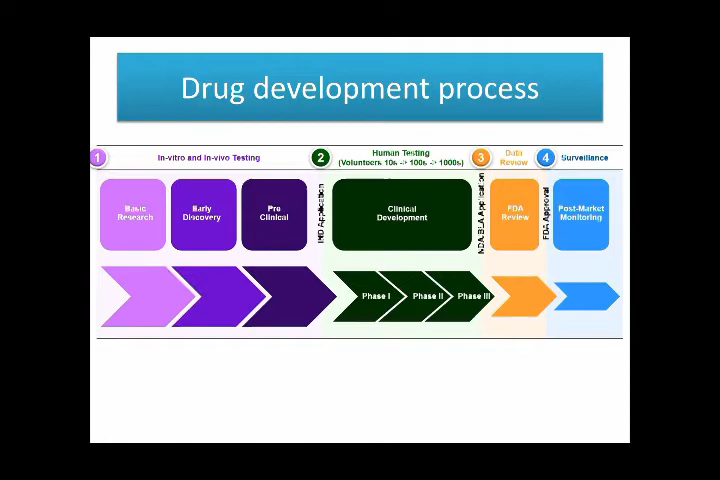 Drug development process
1
In-vitro and In-vivo Testing
2
Human Testing
(Volunteers 10s -> 100s -> 1000s)
3
Data
Review
4
Surveillance
Basic
Research
Early
Discovery
Pre
Clinical
IND Application
Clinical
Development
NDA/BLA Application
FDA
Review
FDA Approval
Post-Market
Monitoring
Phase I
Phase II
Phase III